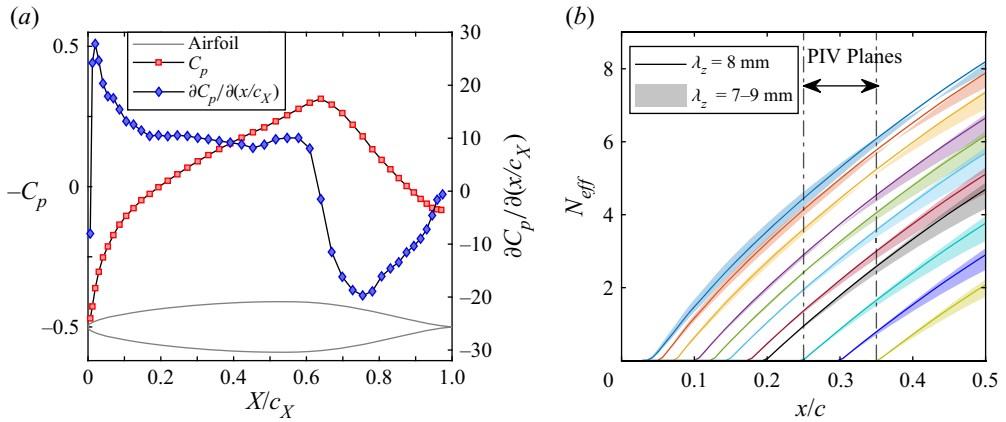 (a)
Airfoil
C_p
∂C_p/∂(x/c_X)
0.5
0
−0.5
−C_p
30
20
10
0
−10
−20
−30
∂C_p/∂(x/c_X)
0 0.2 0.4 0.6 0.8 1.0
X/c_X
(b)
PIV Planes
λ_z = 8 mm
λ_z = 7–9 mm
8
6
4
2
N_eff
0 0.1 0.2 0.3 0.4 0.5
x/c